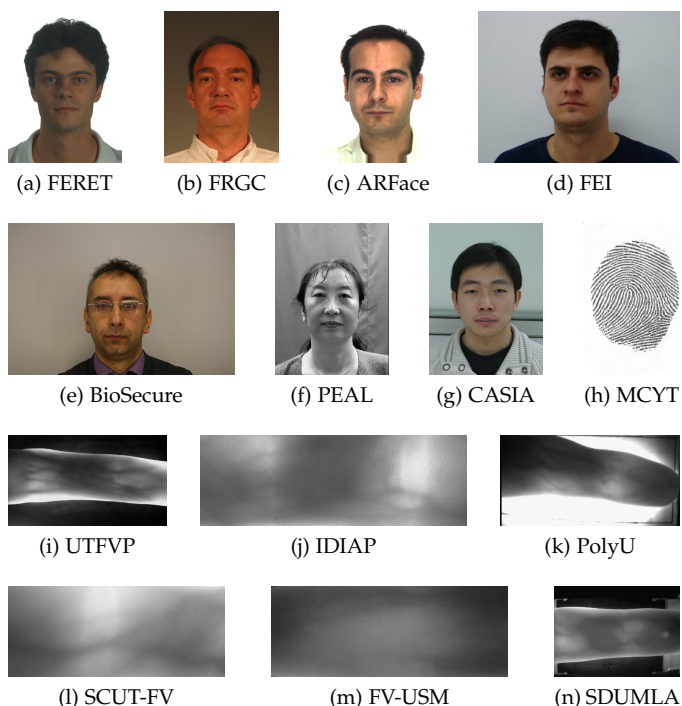 (a) FERET (b) FRGC (c) ARFace (d) FEI
(e) BioSecure (f) PEAL (g) CASIA (h) MCYT
(i) UTFVP (j) IDIAP (k) PolyU
(l) SCUT-FV (m) FV-USM (n) SDUMLA